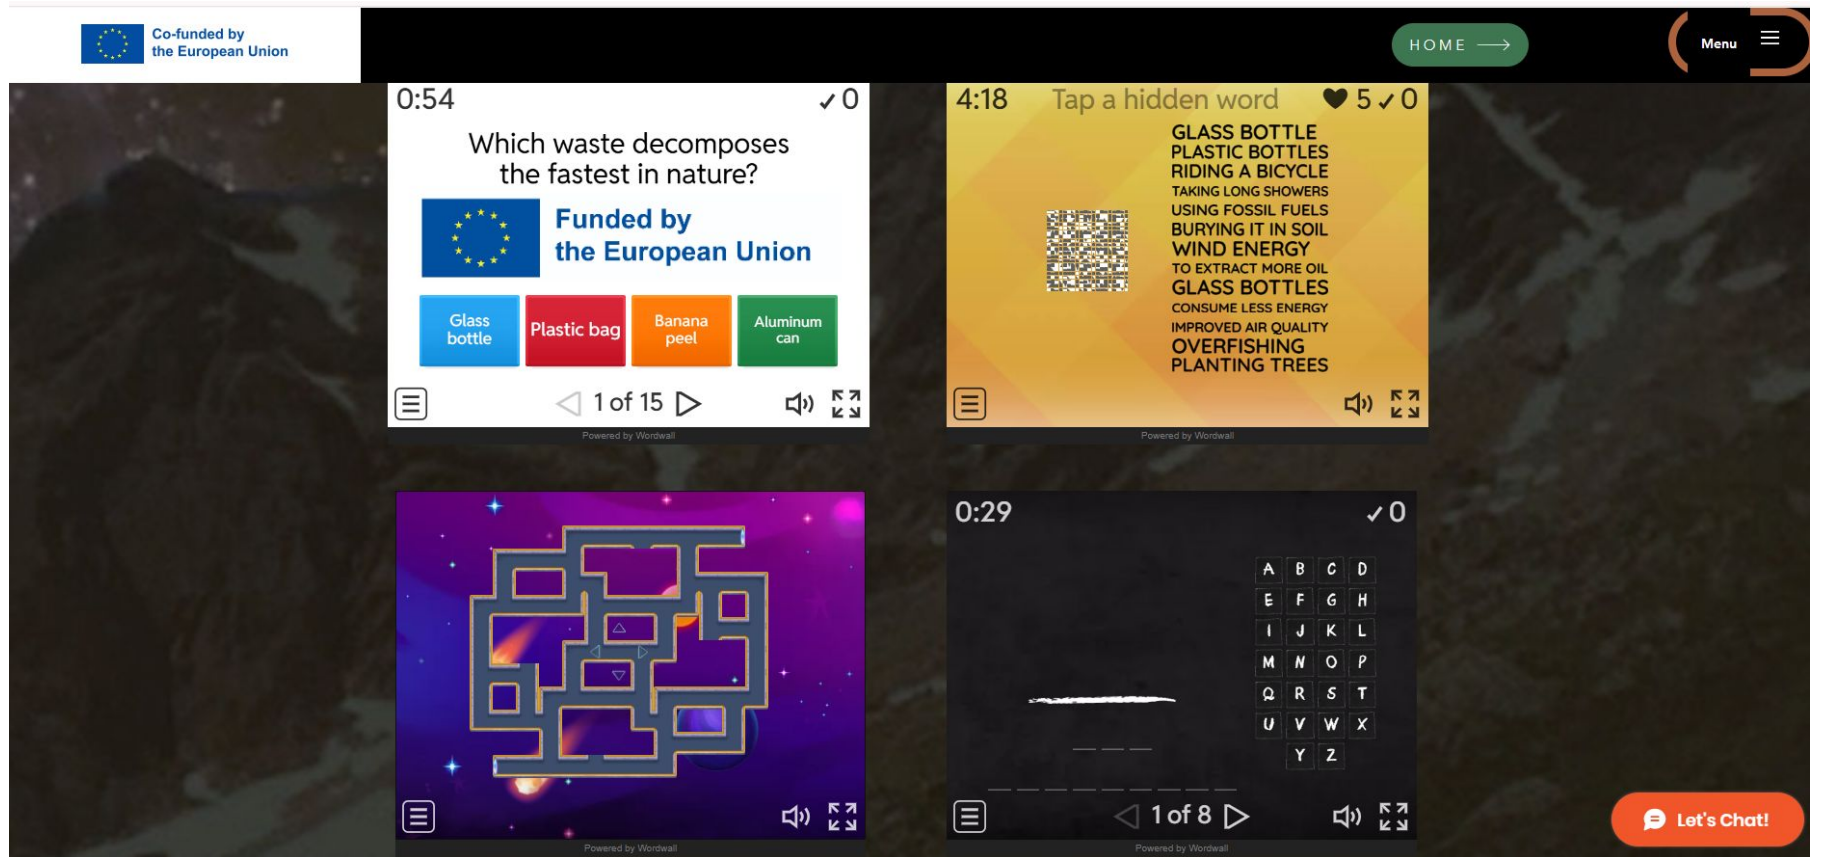 Co-funded by
the European Union
HOME
Menu
0:54
0
Which waste decomposes
the fastest in nature?
Funded by
the European Union
Glass
bottle
Plastic bag
Banana
peel
Aluminum
can
1 of 15
Powered by Wordwall
4:18
Tap a hidden word
5
0
GLASS BOTTLE
PLASTIC BOTTLES
RIDING A BICYCLE
TAKING LONG SHOWERS
USING FOSSIL FUELS
BURYING IT IN SOIL
WIND ENERGY
TO EXTRACT MORE OIL
GLASS BOTTLES
CONSUME LESS ENERGY
IMPROVED AIR QUALITY
OVERFISHING
PLANTING TREES
Powered by Wordwall
Powered by Wordwall
0:29
0
A B C D
E F G H
I J K L
M N O P
Q R S T
U V W X
Y Z
1 of 8
Powered by Wordwall
Let's Chat!